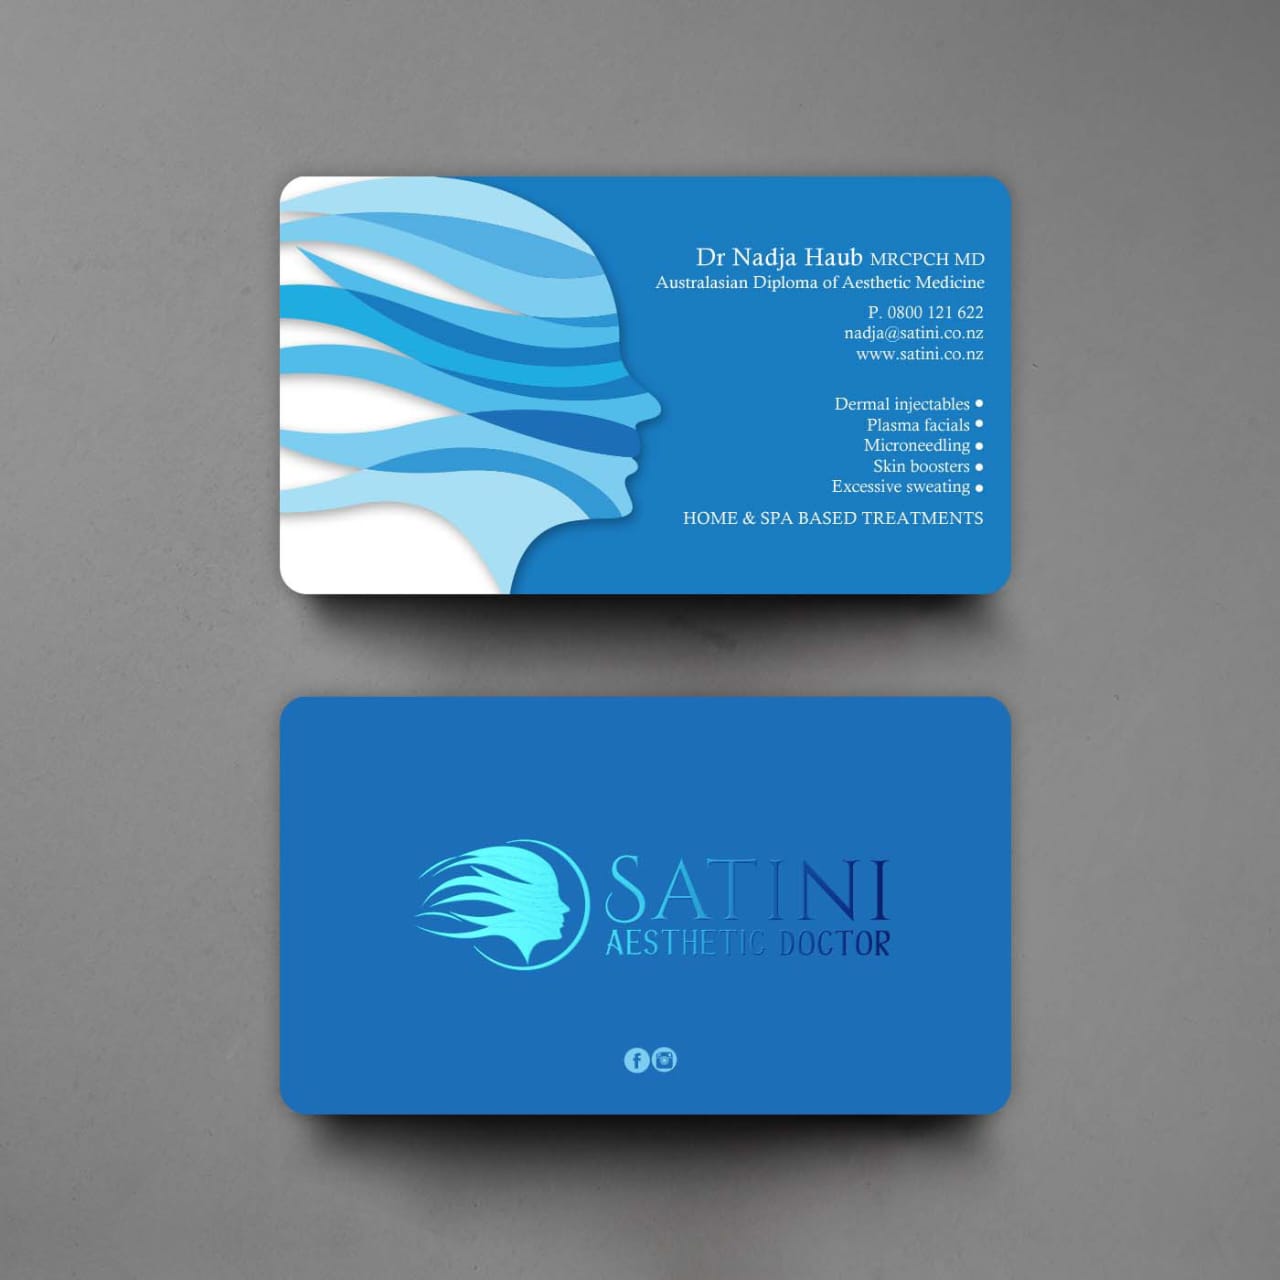 Dr Nadja Haub MRCPCH MD
Australasian Diploma of Aesthetic Medicine
P. 0800 121 622
nadja@satini.co.nz
www.satini.co.nz
Dermal injectables •
Plasma facials •
Microneedling •
Skin boosters •
Excessive sweating •
HOME & SPA BASED TREATMENTS
SATINI
AESTHETIC DOCTOR
f